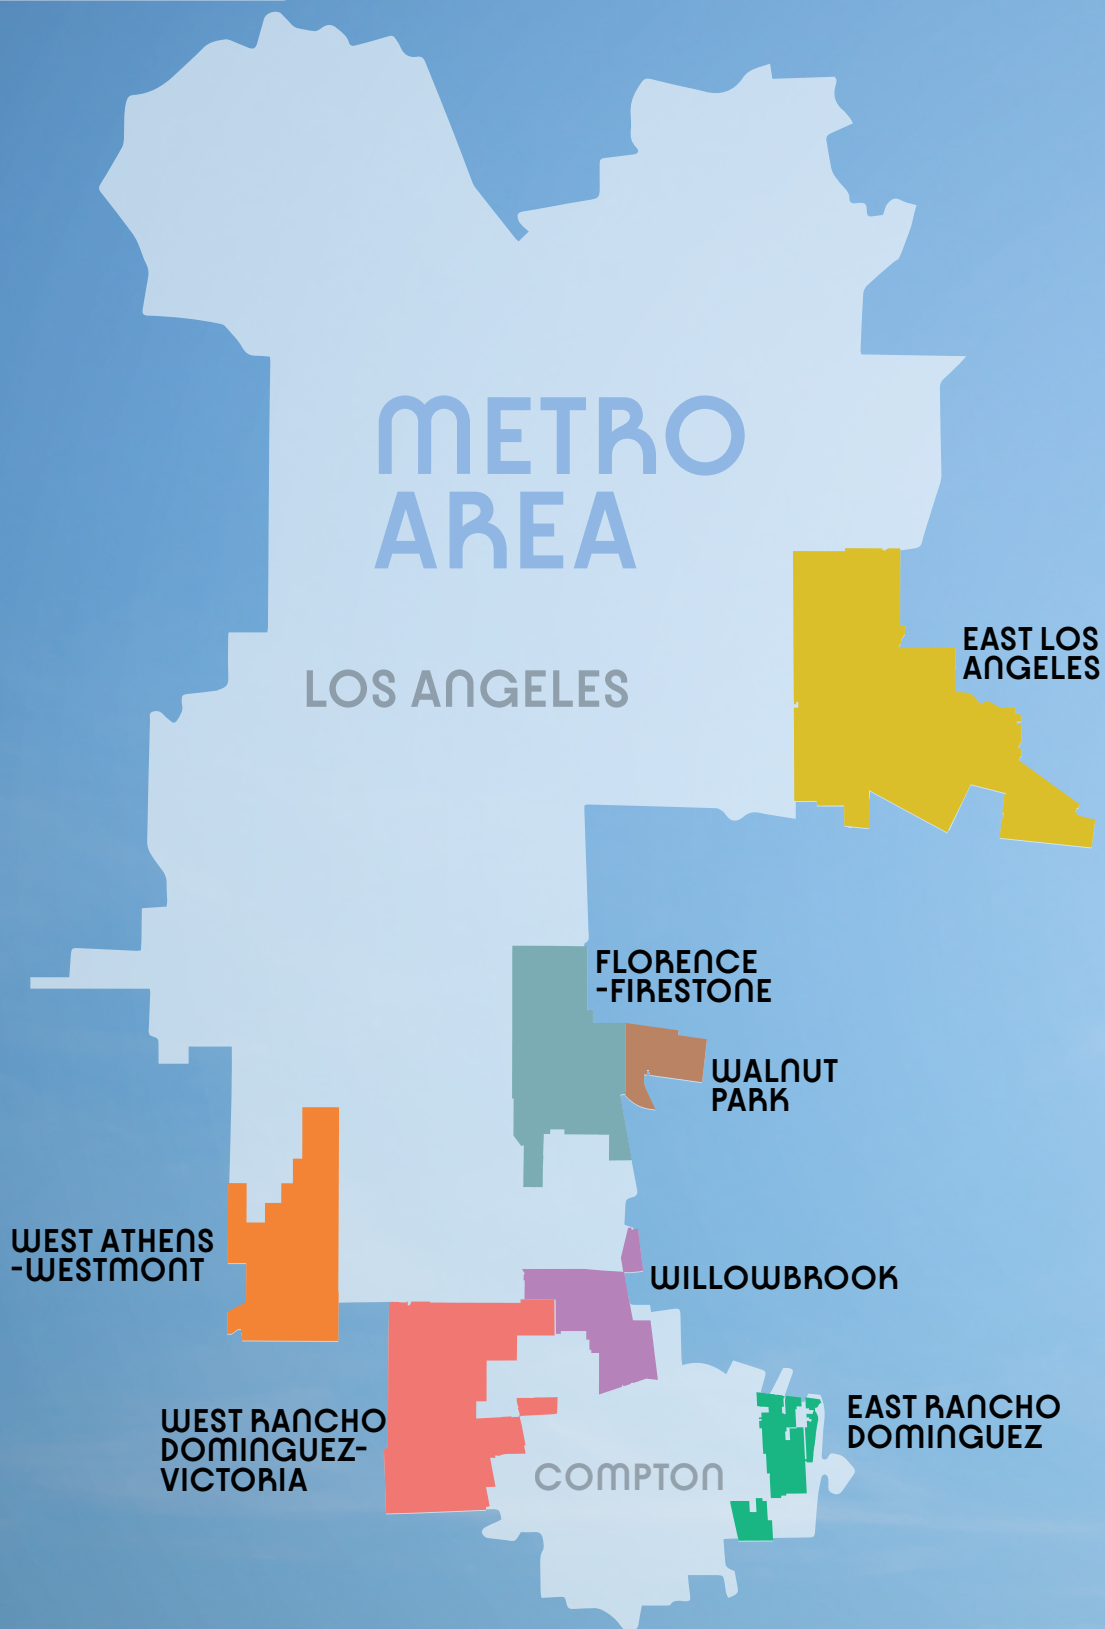 METRO
AREA
LOS ANGELES
EAST LOS
ANGELES
FLORENCE
-FIRESTONE
WALNUT
PARK
WEST ATHENS
-WESTMONT
WILLOWBROOK
WEST RANCHO
DOMINGUEZ-
VICTORIA
EAST RANCHO
DOMINGUEZ
COMPTON